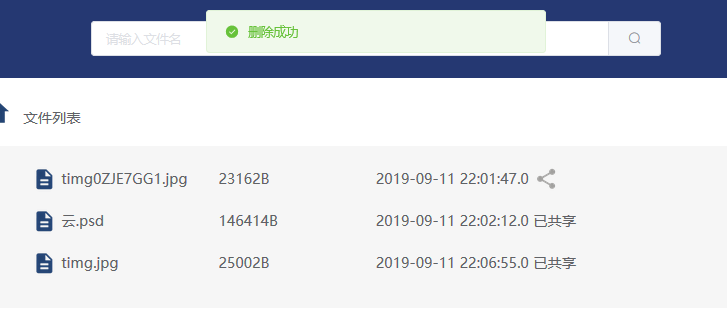 删除成功
请输入文件名
文件列表
timg0ZJE7GG1.jpg 23162B 2019-09-11 22:01:47.0
云.psd 146414B 2019-09-11 22:02:12.0 已共享
timg.jpg 25002B 2019-09-11 22:06:55.0 已共享